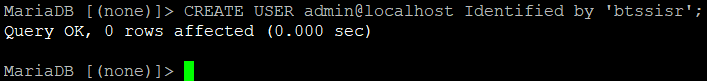 MariaDB [(none)]> CREATE USER admin@localhost Identified by 'btssisr';
Query OK, 0 rows affected (0.000 sec)
MariaDB [(none)]>